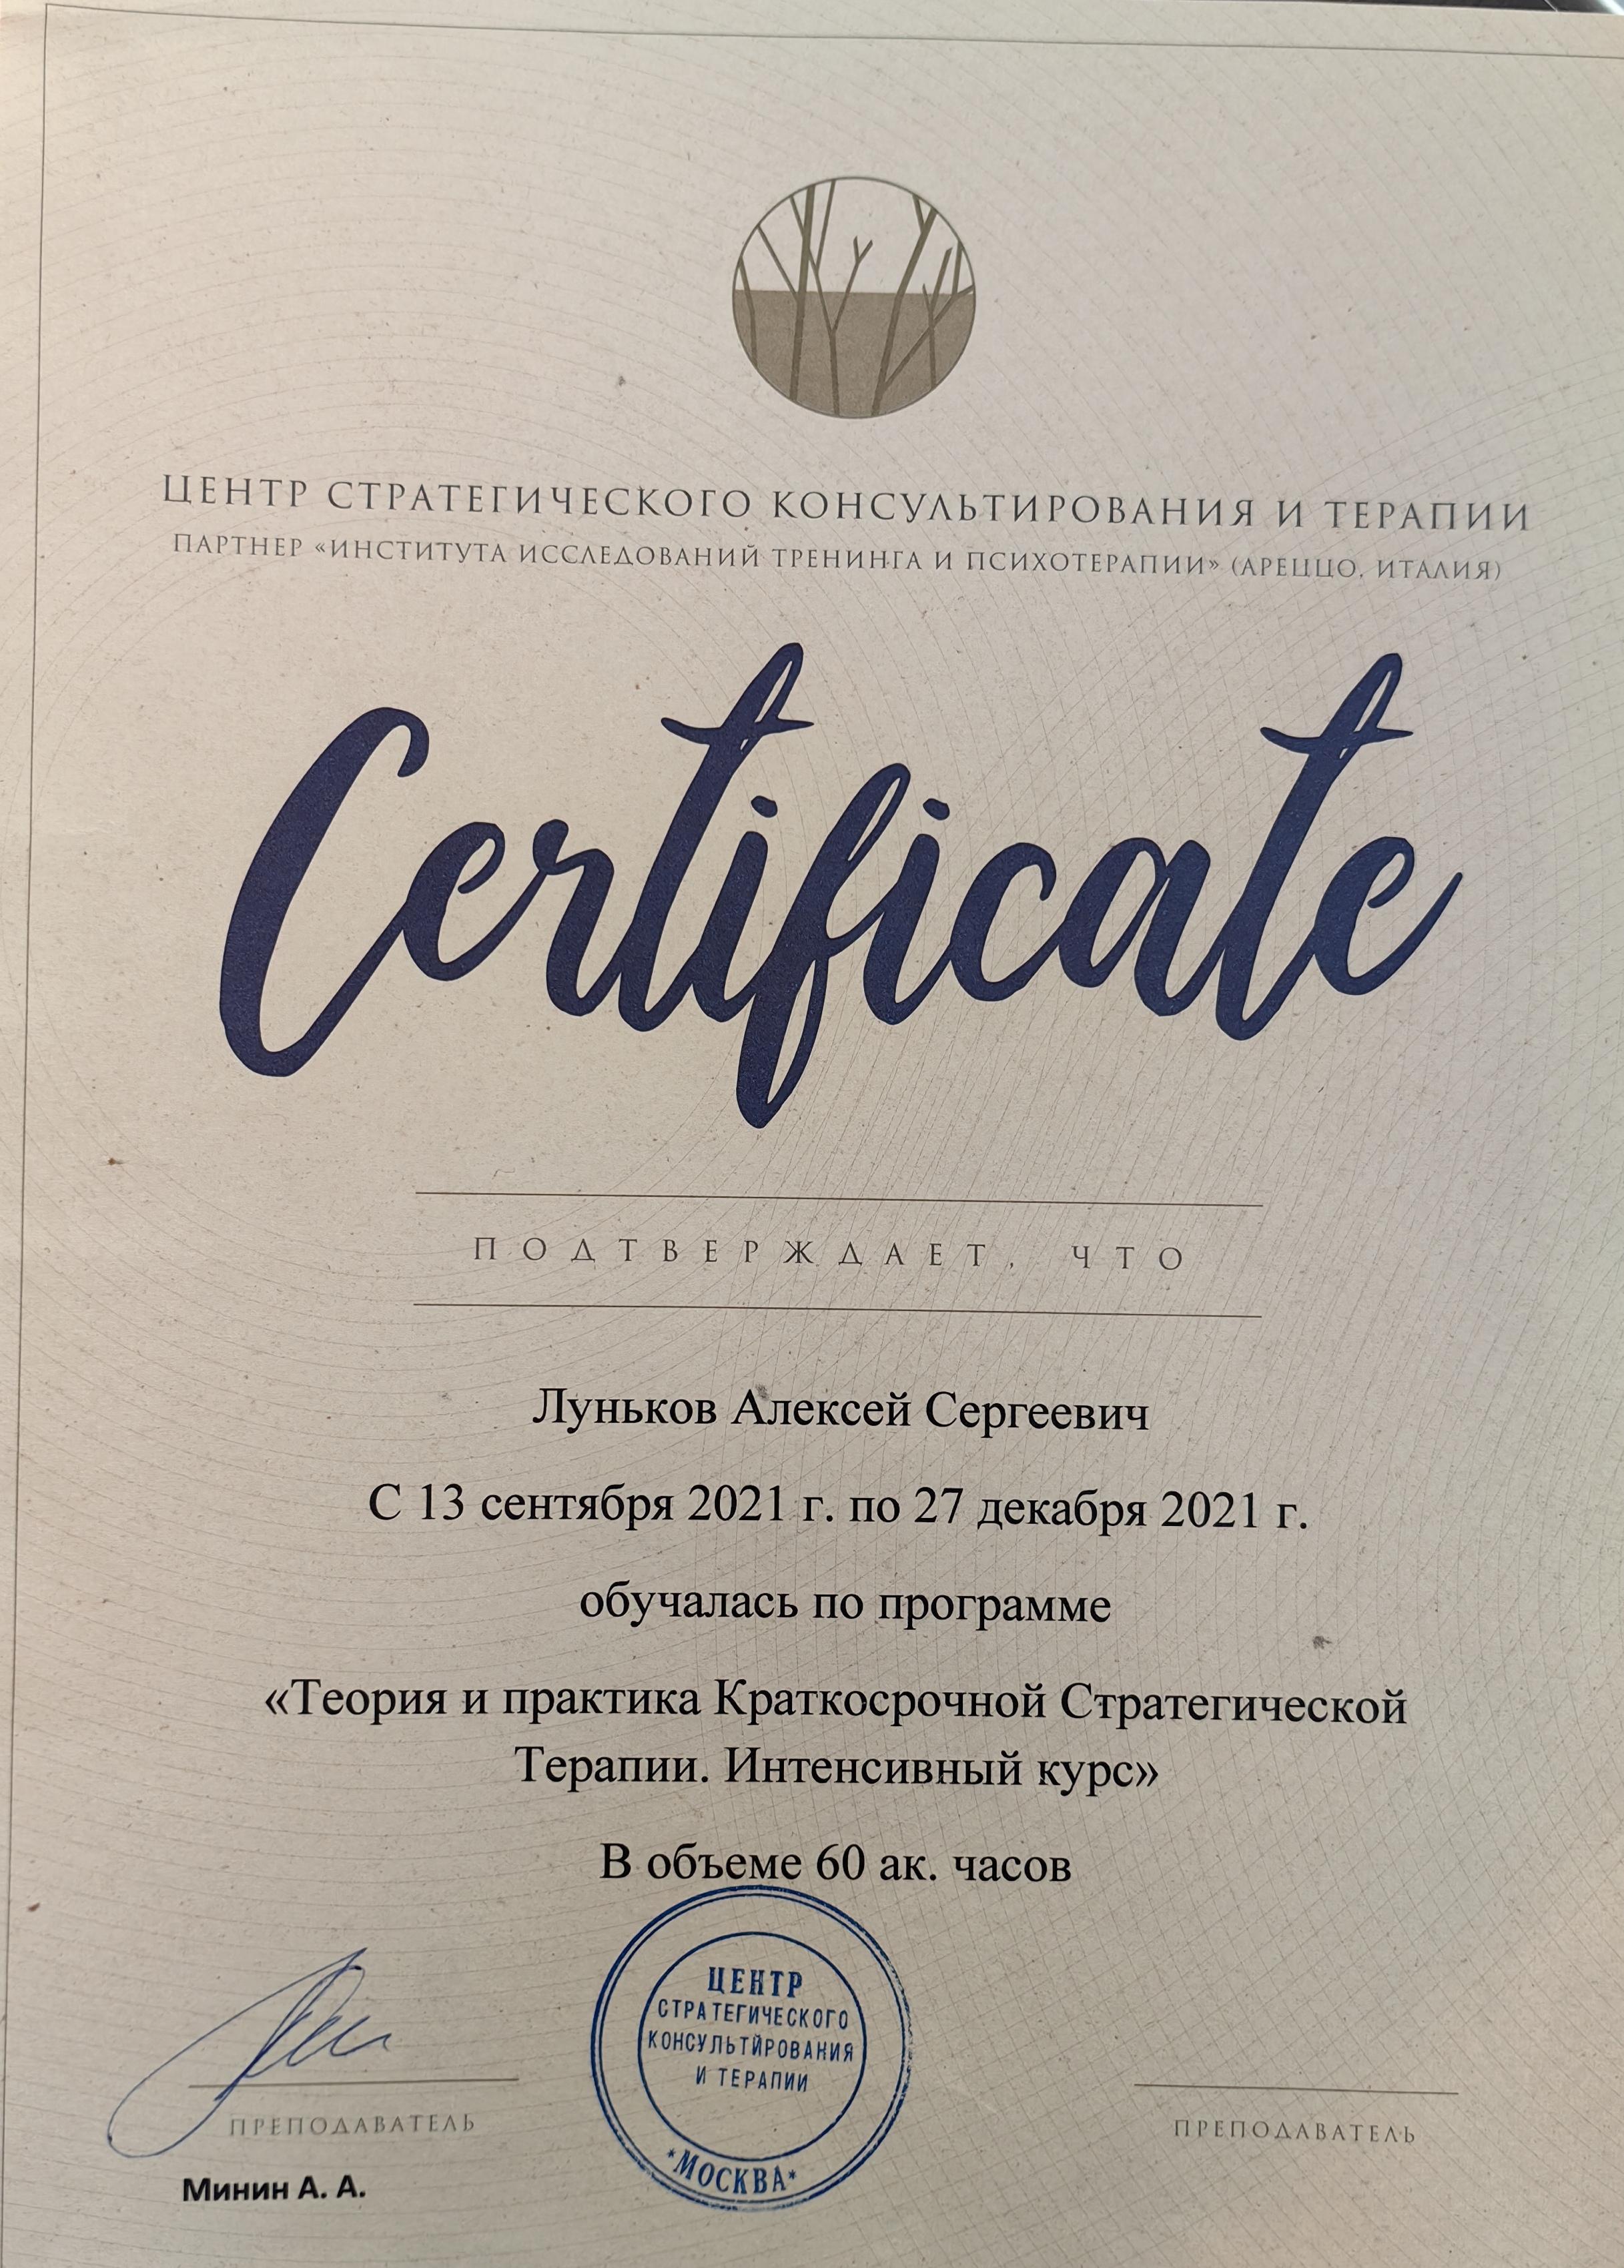 ЦЕНТР СТРАТЕГИЧЕСКОГО КОНСУЛЬТИРОВАНИЯ И ТЕРАПИИ
ПАРТНЕР «ИНСТИТУТА ИССЛЕДОВАНИЙ ТРЕНИНГА И ПСИХОТЕРАПИИ» (АРЕЦЦО, ИТАЛИЯ)
Certificate
ПОДТВЕРЖДАЕТ, ЧТО
Луньков Алексей Сергеевич
С 13 сентября 2021 г. по 27 декабря 2021 г.
обучалась по программе
«Теория и практика Краткосрочной Стратегической
Терапии. Интенсивный курс»
В объеме 60 ак. часов
ЦЕНТР
СТРАТЕГИЧЕСКОГО
КОНСУЛЬТИРОВАНИЯ
И ТЕРАПИИ
*МОСКВА*
ПРЕПОДАВАТЕЛЬ
Минин А. А.
ПРЕПОДАВАТЕЛЬ